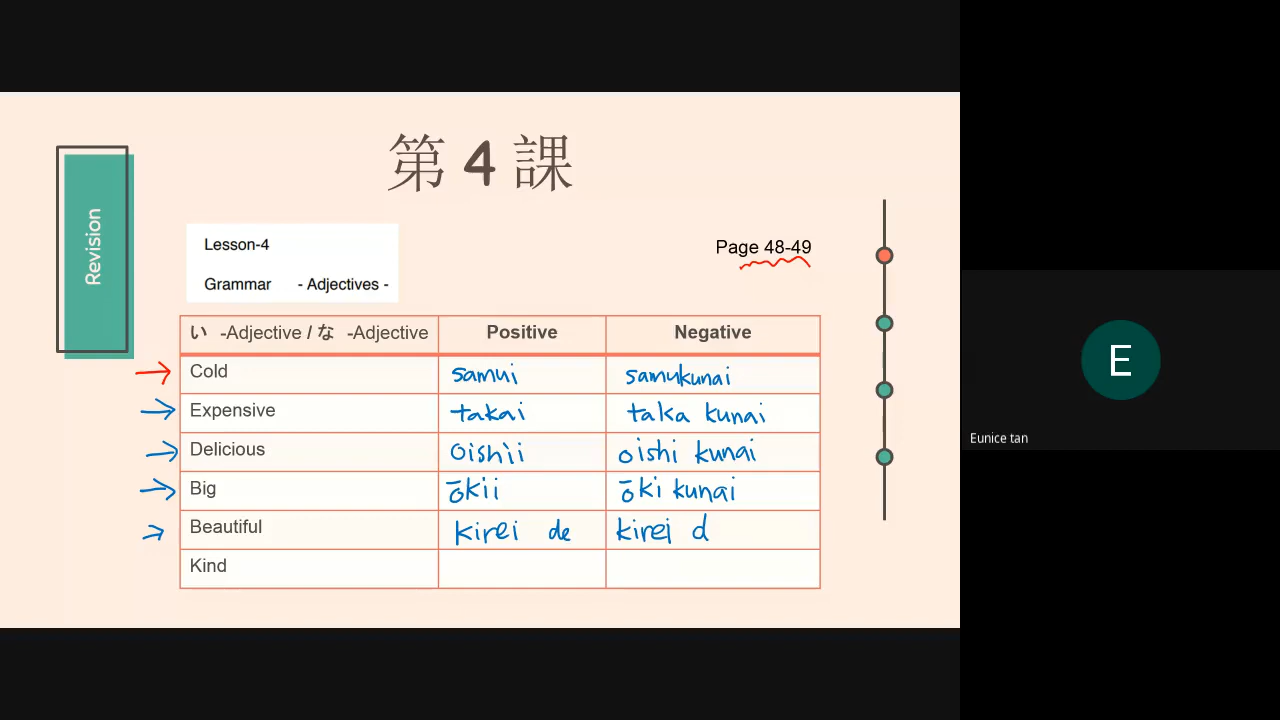 第 4 課
Revision
Lesson-4
Grammar - Adjectives -
Page 48-49
い -Adjective / な -Adjective Positive Negative
Cold samui samukunai
Expensive takai taka kunai
Delicious oishii oishi kunai
Big ōkii ōki kunai
Beautiful kirei de kirei d
Kind
E
Eunice tan